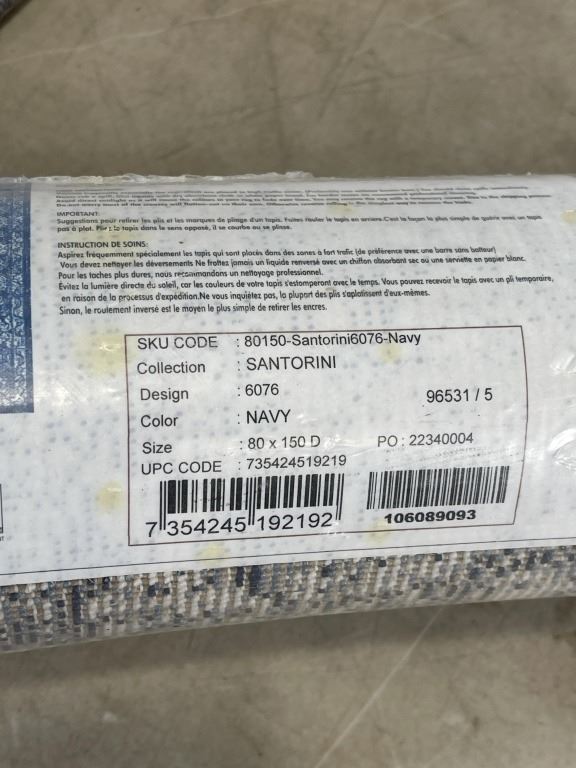 IMPORTANT:
Suggestions pour retirer les plis et les marques de pliage d'un tapis. Faites rouler le tapis en arriere. C'est la façon la plus simple de garder avec un tapis
pas à plat. le tapis dans le sens opposé, il se courbe ou se plisse.
INSTRUCTION DE SOINS:
Aspirez fréquemment spécialement les tapis qui sont placés dans des zones à fort trafic (de préférence avec une barre sans batteur)
Vous devez nettoyer les déversements Ne frottez jamais un liquide renversé avec un chiffon absorbant sec ou une serviette en papier blanc.
Pour les taches plus dures, nous recommandons un nettoyage professionnel.
Évitez la lumière directe du soleil, car les couleurs de votre tapis s'estomperont avec le temps. Vous pouvez recevoir le tapis avec un pli temporaire,
en raison de la processus d'expédition.Ne vous inquiétez pas, la plupart des plis s'aplatissent d'eux-mêmes.
Sinon, le roulement inversé est le moyen le plus simple de retirer les encres.
SKU CODE : 80150-Santorini6076-Navy
Collection : SANTORINI
Design : 6076
96531 / 5
Color : NAVY
Size : 80 x 150 D PO : 22340004
UPC CODE : 735424519219
7 354245 192192
106089093